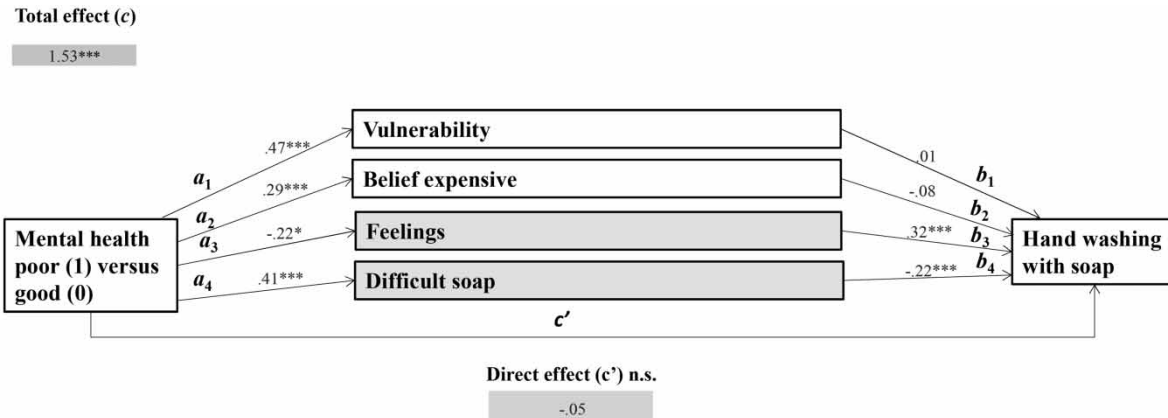 Total effect (c)
1.53***
Vulnerability
.47***
.01
a1
b1
Belief expensive
.29***
-.08
a2
b2
Mental health
poor (1) versus
good (0)
a3
-.22*
Feelings
.32***
b3
Hand washing
with soap
a4
.41***
Difficult soap
-.22***
b4
c’
Direct effect (c’) n.s.
-.05